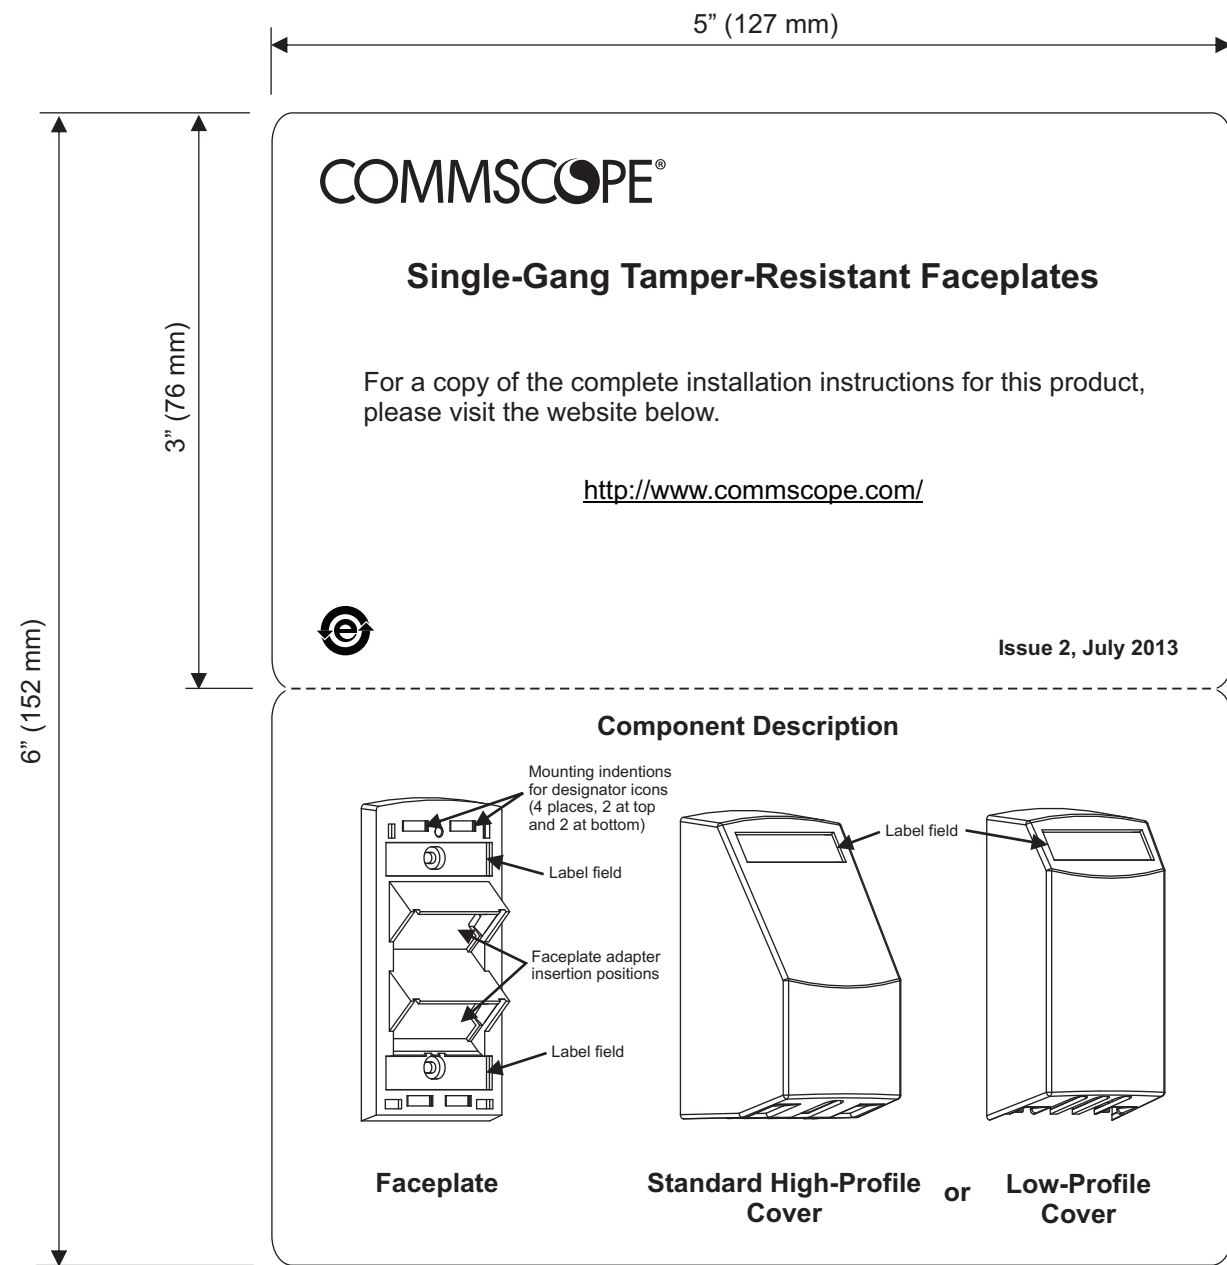 5” (127 mm)
COMMSCOPE®
Single-Gang Tamper-Resistant Faceplates
3” (76 mm)
For a copy of the complete installation instructions for this product,
please visit the website below.
http://www.commscope.com/
e
Issue 2, July 2013
6” (152 mm)
Component Description
Mounting indentions
for designator icons
(4 places, 2 at top
and 2 at bottom)
Label field
Label field
Faceplate adapter
insertion positions
Label field
Faceplate
Standard High-Profile
Cover
or
Low-Profile
Cover